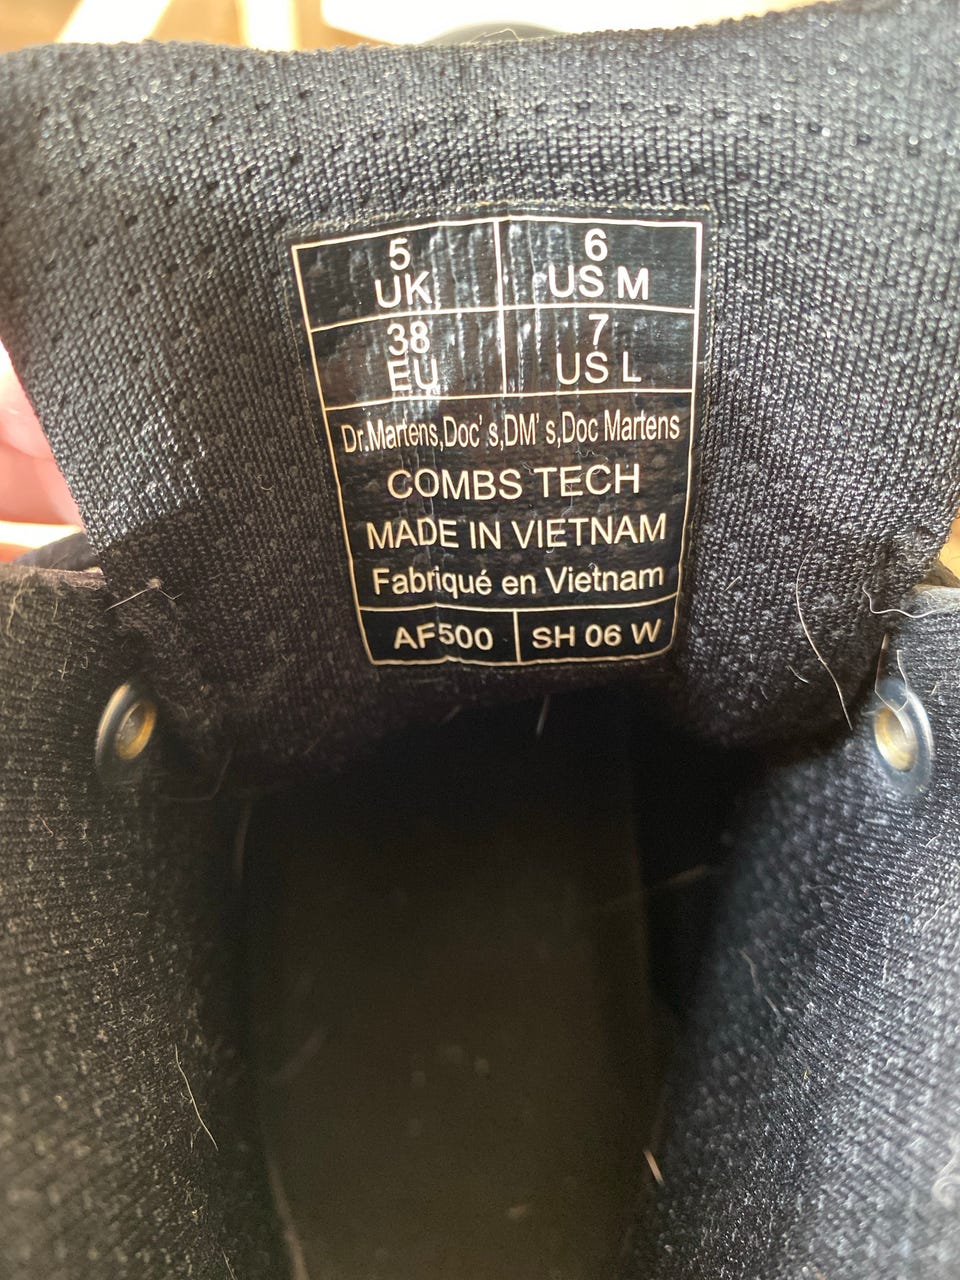 5 UK
6 US M
38 EU
7 US L
Dr.Martens,Doc' s,DM' s,Doc Martens
COMBS TECH
MADE IN VIETNAM
Fabriqué en Vietnam
AF500
SH 06 W